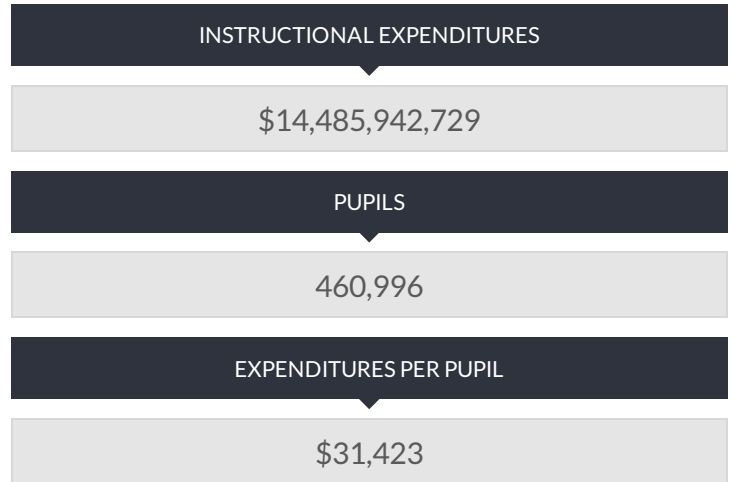 INSTRUCTIONAL EXPENDITURES
$14,485,942,729
PUPILS
460,996
EXPENDITURES PER PUPIL
$31,423